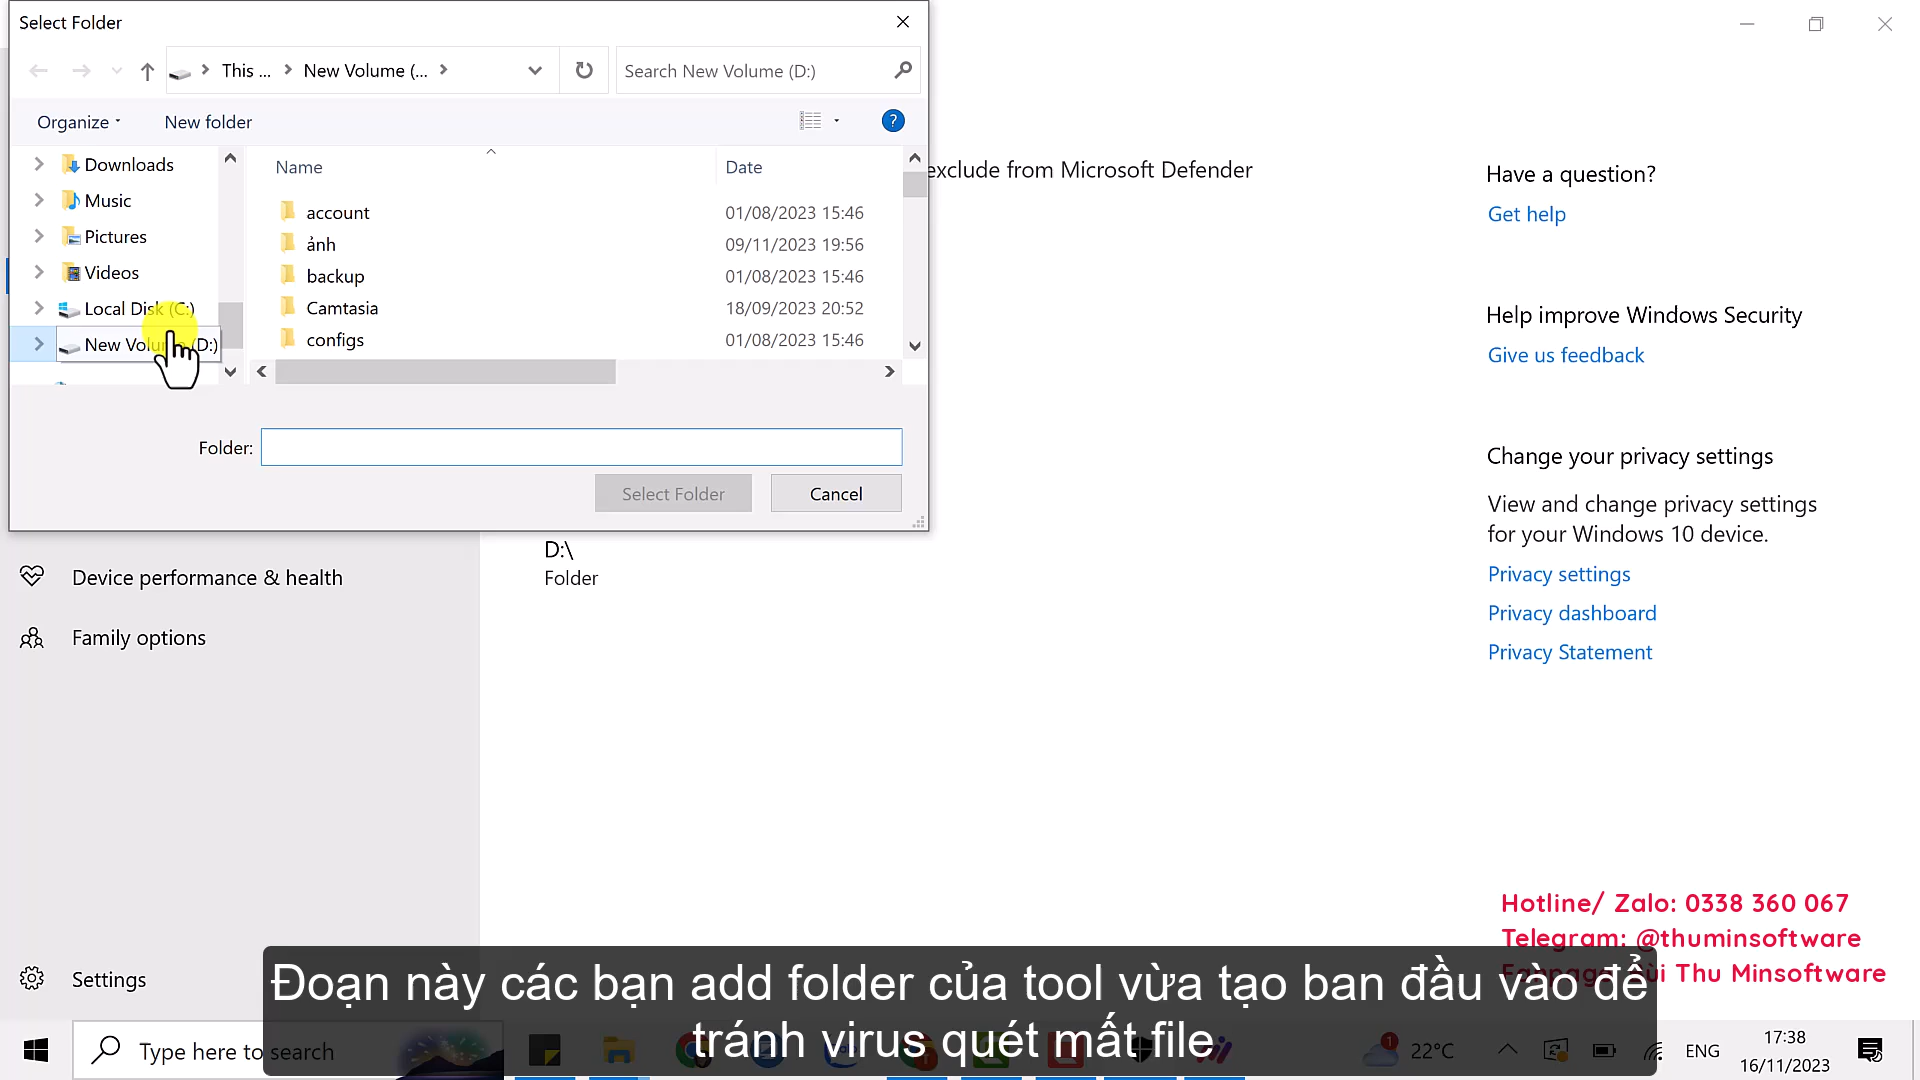 Select Folder
This ...
New Volume (...
Search New Volume (D:)
Organize
New folder
?
Downloads
Music
Pictures
Videos
Local Disk (C:)
(D:)
Name
Date
account
01/08/2023 15:46
ảnh
09/11/2023 19:56
backup
01/08/2023 15:46
Camtasia
18/09/2023 20:52
configs
01/08/2023 15:46
Folder:
Select Folder
Cancel
exclude from Microsoft Defender
D:\
Folder
Device performance & health
Family options
Settings
Have a question?
Get help
Help improve Windows Security
Give us feedback
Change your privacy settings
View and change privacy settings
for your Windows 10 device.
Privacy settings
Privacy dashboard
Privacy Statement
Hotline/ Zalo: 0338 360 067
Telegram: @thuminsoftware
Thu Minsoftware
Đoạn này các bạn add folder của tool vừa tạo ban đầu vào để
tránh virus quét mất file
Type here to search
1
22°C
ENG
17:38
16/11/2023